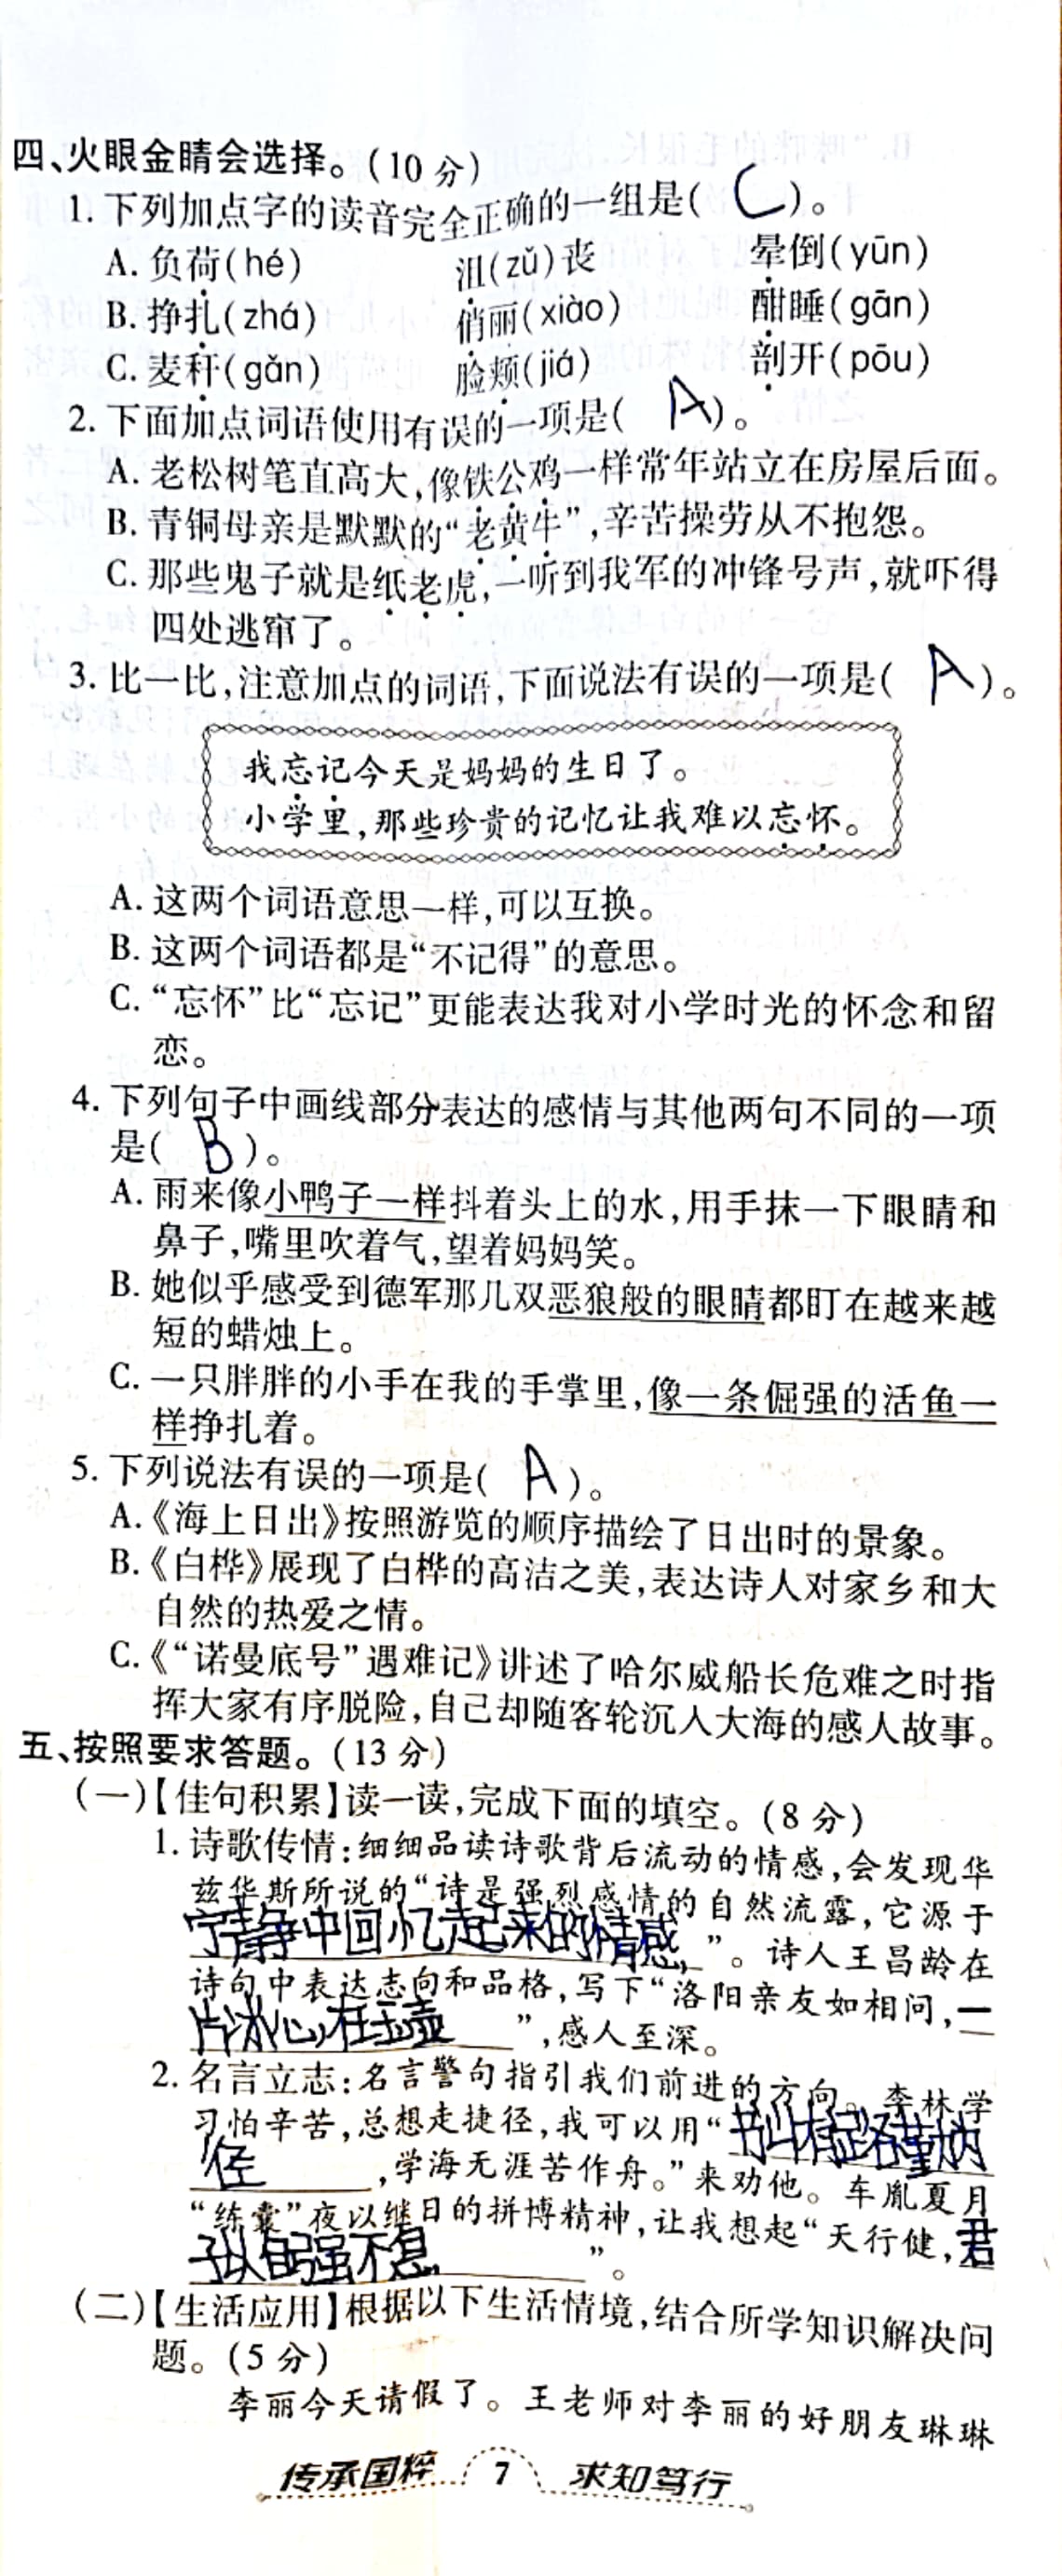 四、火眼金睛会选择。(10分)
1. 下列加点字的读音完全正确的一组是( C )。
A. 负荷(hé) 沮(zǔ)丧 晕倒(yūn)
B. 挣扎(zhá) 俏丽(xiào) 酣睡(gān)
C. 麦秆(gǎn) 脸颊(jiá) 剖开(pōu)
2. 下面加点词语使用有误的一项是( A )。
A. 老松树笔直高大,像铁公鸡一样常年站立在房屋后面。
B. 青铜母亲是默默的“老黄牛”,辛苦操劳从不抱怨。
C. 那些鬼子就是纸老虎,一听到我军的冲锋号声,就吓得
四处逃窜了。
3. 比一比,注意加点的词语,下面说法有误的一项是( A )。
我忘记今天是妈妈的生日了。
小学里,那些珍贵的记忆让我难以忘怀。
A. 这两个词语意思一样,可以互换。
B. 这两个词语都是“不记得”的意思。
C. “忘怀”比“忘记”更能表达我对小学时光的怀念和留
恋。
4. 下列句子中画线部分表达的感情与其他两句不同的一项
是( B )。
A. 雨来像小鸭子一样抖着头上的水,用手抹一下眼睛和
鼻子,嘴里吹着气,望着妈妈笑。
B. 她似乎感受到德军那几双恶狼般的眼睛都盯在越来越
短的蜡烛上。
C. 一只胖胖的小手在我的手掌里,像一条倔强的活鱼一
样挣扎着。
5. 下列说法有误的一项是( A )。
A.《海上日出》按照游览的顺序描绘了日出时的景象。
B.《白桦》展现了白桦的高洁之美,表达诗人对家乡和大
自然的热爱之情。
C.《“诺曼底号”遇难记》讲述了哈尔威船长危难之时指
挥大家有序脱险,自己却随客轮沉入大海的感人故事。
五、按照要求答题。(13分)
(一)【佳句积累】读一读,完成下面的填空。(8分)
1. 诗歌传情:细细品读诗歌背后流动的情感,会发现华
兹华斯所说的“诗是强烈感情的自然流露,它源于
宁静中回忆起来的情感,”。诗人王昌龄在
诗句中表达志向和品格,写下“洛阳亲友如相问,一
片冰心在玉壶”,感人至深。
2. 名言立志:名言警句指引我们前进的方向。李林学
习怕辛苦,总想走捷径,我可以用“书山有路勤为
径,学海无涯苦作舟。”来劝他。车胤夏月
“练囊”夜以继日的拼博精神,让我想起“天行健,君
子以自强不息。”。
(二)【生活应用】根据以下生活情境,结合所学知识解决问
题。(5分)
李丽今天请假了。王老师对李丽的好朋友琳琳
传承国粹 7 求知笃行